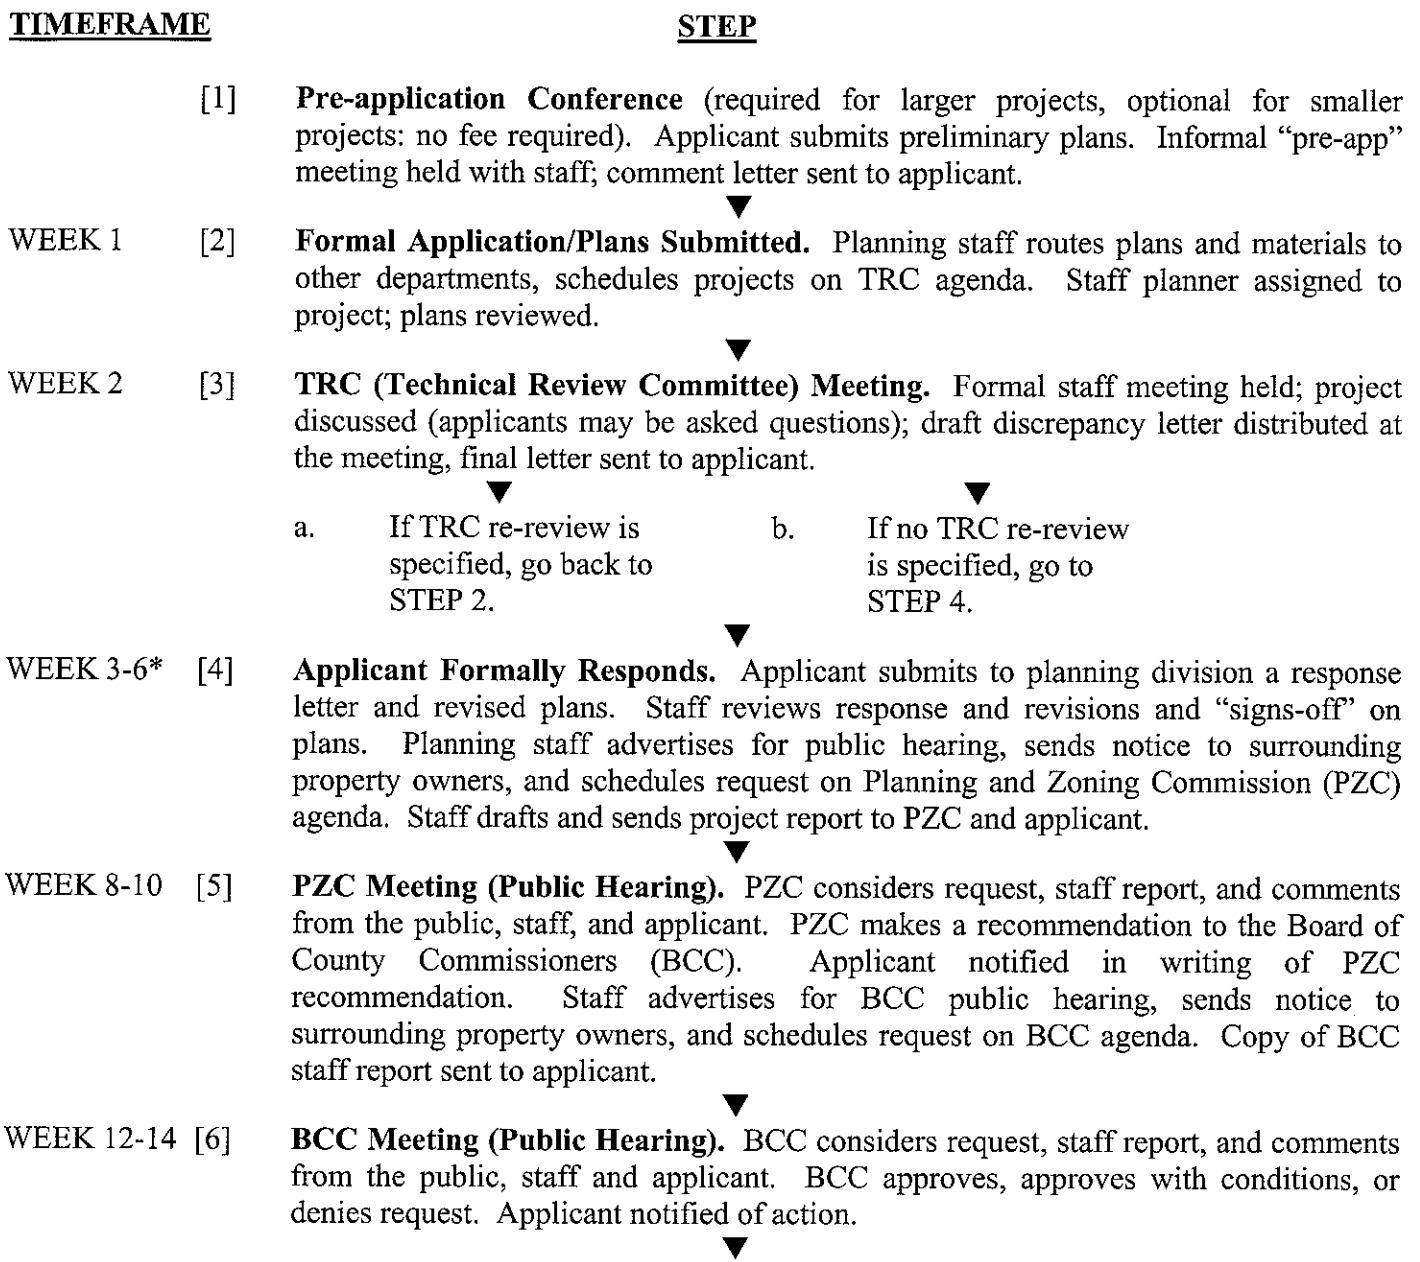 TIMEFRAME STEP
[1] Pre-application Conference (required for larger projects, optional for smaller
projects: no fee required). Applicant submits preliminary plans. Informal “pre-app”
meeting held with staff; comment letter sent to applicant.
WEEK 1 [2] Formal Application/Plans Submitted. Planning staff routes plans and materials to
other departments, schedules projects on TRC agenda. Staff planner assigned to
project; plans reviewed.
WEEK 2 [3] TRC (Technical Review Committee) Meeting. Formal staff meeting held; project
discussed (applicants may be asked questions); draft discrepancy letter distributed at
the meeting, final letter sent to applicant.
a. If TRC re-review is b. If no TRC re-review
specified, go back to is specified, go to
STEP 2. STEP 4.
WEEK 3-6* [4] Applicant Formally Responds. Applicant submits to planning division a response
letter and revised plans. Staff reviews response and revisions and “signs-off” on
plans. Planning staff advertises for public hearing, sends notice to surrounding
property owners, and schedules request on Planning and Zoning Commission (PZC)
agenda. Staff drafts and sends project report to PZC and applicant.
WEEK 8-10 [5] PZC Meeting (Public Hearing). PZC considers request, staff report, and comments
from the public, staff, and applicant. PZC makes a recommendation to the Board of
County Commissioners (BCC). Applicant notified in writing of PZC
recommendation. Staff advertises for BCC public hearing, sends notice to
surrounding property owners, and schedules request on BCC agenda. Copy of BCC
staff report sent to applicant.
WEEK 12-14 [6] BCC Meeting (Public Hearing). BCC considers request, staff report, and comments
from the public, staff and applicant. BCC approves, approves with conditions, or
denies request. Applicant notified of action.